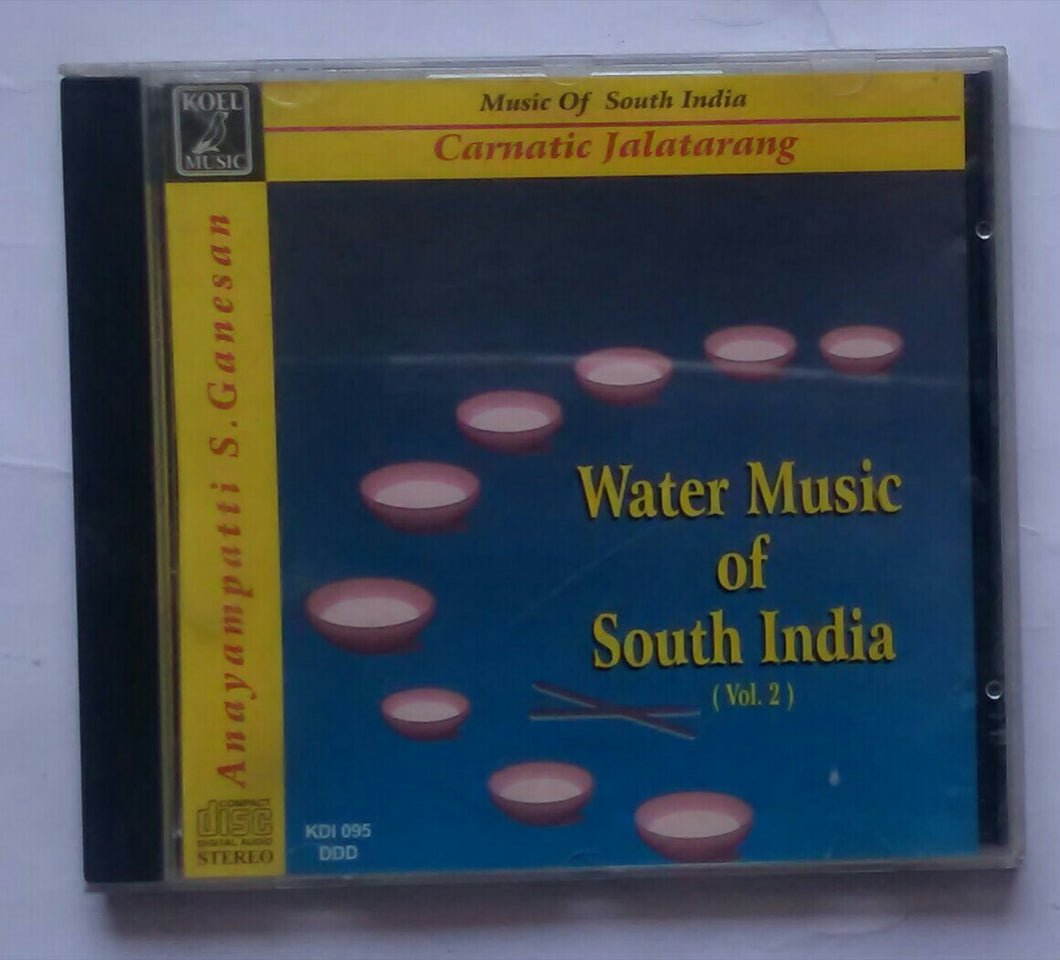 KOEL
MUSIC
Music Of South India
Carnatic Jalatarang
Anayampatti S.Ganesan
Water Music
of
South India
( Vol. 2 )
COMPACT
disc
DIGITAL AUDIO
STEREO
KDI 095
DDD